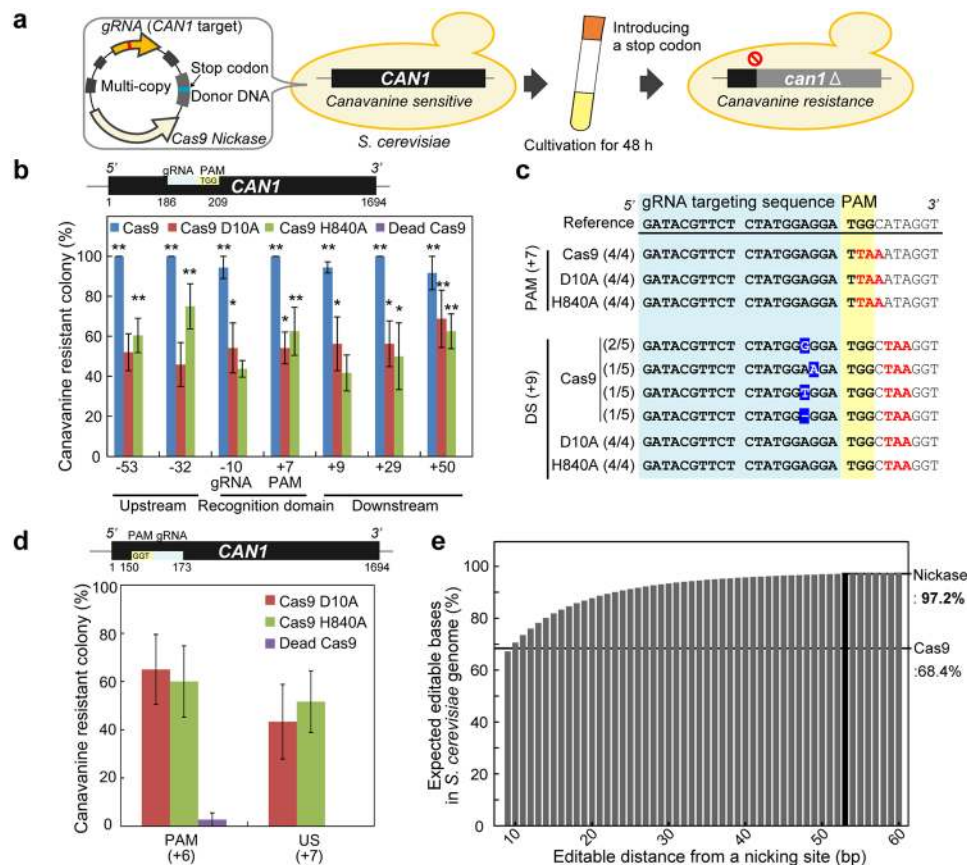 a
gRNA (CAN1 target)
Multi-copy
Stop codon
Donor DNA
Cas9 Nickase
CAN1
Canavanine sensitive
S. cerevisiae
Introducing
a stop codon
Cultivation for 48 h
can1 Δ
Canavanine resistance
b
5’ 3’
gRNA PAM
TGG
CAN1
1 186 209 1694
Canavanine resistant colony (%)
Cas9 Cas9 D10A Cas9 H840A Dead Cas9
100
80
60
40
20
0
** ** ** ** * * * ** * ** * * ** **
-53 -32 -10 +7 +9 +29 +50
gRNA PAM
Upstream Recognition domain Downstream
c
gRNA targeting sequence PAM
5’ 3’
Reference GATACGTTCT CTATGGAGGA TGGCATAGGT
PAM (+7)
Cas9 (4/4) GATACGTTCT CTATGGAGGA TTAAATAGGT
D10A (4/4) GATACGTTCT CTATGGAGGA TTAAATAGGT
H840A (4/4) GATACGTTCT CTATGGAGGA TTAAATAGGT
DS (+9)
Cas9
(2/5) GATACGTTCT CTATGGGGGA TGGCTAAGGT
(1/5) GATACGTTCT CTATGGAAGA TGGCTAAGGT
(1/5) GATACGTTCT CTATGGTGGA TGGCTAAGGT
(1/5) GATACGTTCT CTATGG-GGA TGGCTAAGGT
D10A (4/4) GATACGTTCT CTATGGAGGA TGGCTAAGGT
H840A (4/4) GATACGTTCT CTATGGAGGA TGGCTAAGGT
d
5’ 3’
PAM gRNA
GGT
CAN1
1 150 173 1694
Canavanine resistant colony (%)
100
80
60
40
20
0
Cas9 D10A
Cas9 H840A
Dead Cas9
PAM US
(+6) (+7)
e
Expected editable bases
in S. cerevisiae genome (%)
100
80
60
40
20
0
Nickase
: 97.2%
Cas9
:68.4%
10 20 30 40 50 60
Editable distance from a nicking site (bp)